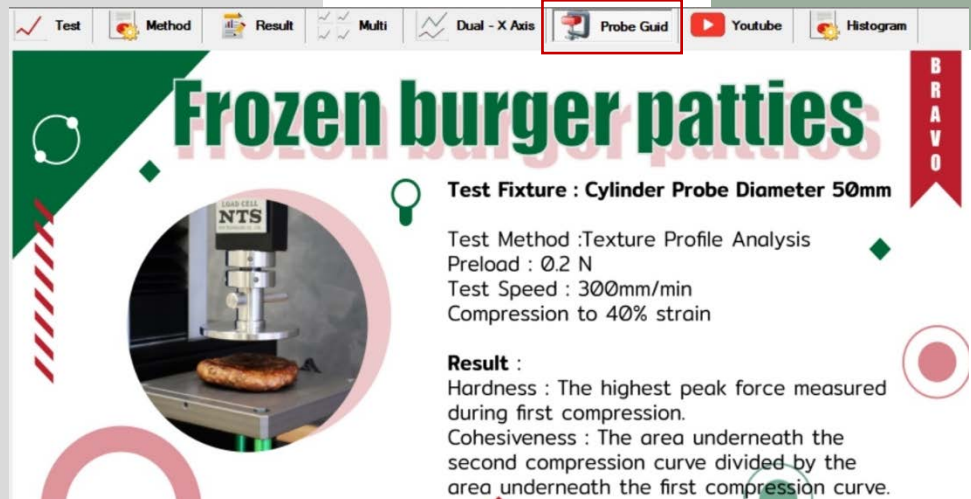 Test Method Result Multi Dual - X Axis Probe Guid Youtube Histogram
BRAVO
Frozen burger patties
Test Fixture : Cylinder Probe Diameter 50mm
LOAD CELL
NTS
Test Method :Texture Profile Analysis
Preload : 0.2 N
Test Speed : 300mm/min
Compression to 40% strain
Result :
Hardness : The highest peak force measured
during first compression.
Cohesiveness : The area underneath the
second compression curve divided by the
area underneath the first compression curve.